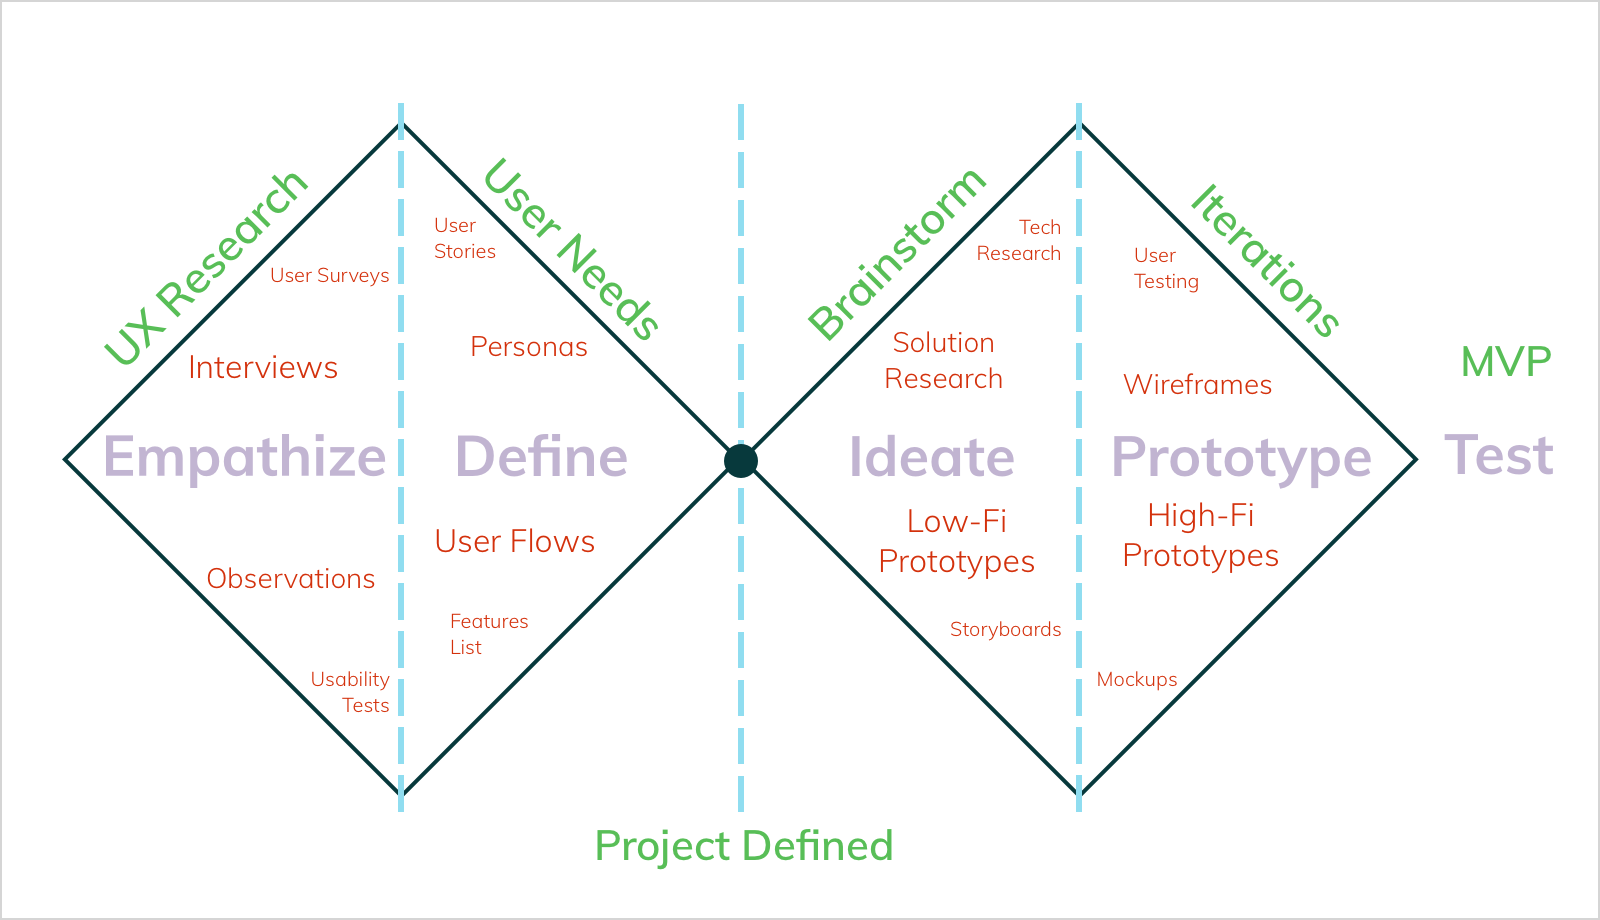 UX Research
User Surveys
Interviews
Empathize
Observations
Usability
Tests
User Needs
User
Stories
Personas
Define
User Flows
Features
List
Project Defined
Brainstorm
Tech
Research
Solution
Research
Ideate
Low-Fi
Prototypes
Storyboards
Iterations
User
Testing
Wireframes
Prototype
High-Fi
Prototypes
Mockups
MVP
Test